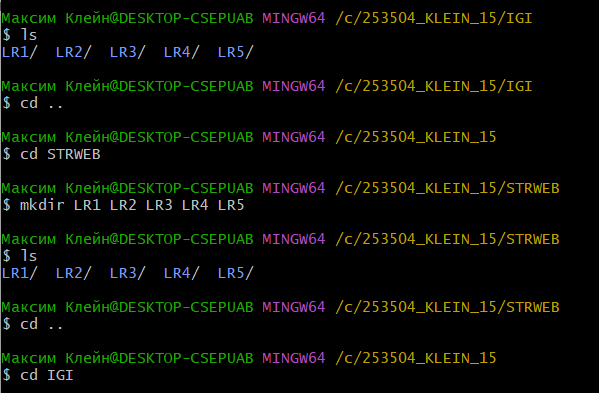 Максим Клейн@DESKTOP-CSEPUAB MINGW64 /c/253504_KLEIN_15/IGI
$ ls
LR1/  LR2/  LR3/  LR4/  LR5/
Максим Клейн@DESKTOP-CSEPUAB MINGW64 /c/253504_KLEIN_15/IGI
$ cd ..
Максим Клейн@DESKTOP-CSEPUAB MINGW64 /c/253504_KLEIN_15
$ cd STRWEB
Максим Клейн@DESKTOP-CSEPUAB MINGW64 /c/253504_KLEIN_15/STRWEB
$ mkdir LR1 LR2 LR3 LR4 LR5
Максим Клейн@DESKTOP-CSEPUAB MINGW64 /c/253504_KLEIN_15/STRWEB
$ ls
LR1/  LR2/  LR3/  LR4/  LR5/
Максим Клейн@DESKTOP-CSEPUAB MINGW64 /c/253504_KLEIN_15/STRWEB
$ cd ..
Максим Клейн@DESKTOP-CSEPUAB MINGW64 /c/253504_KLEIN_15
$ cd IGI